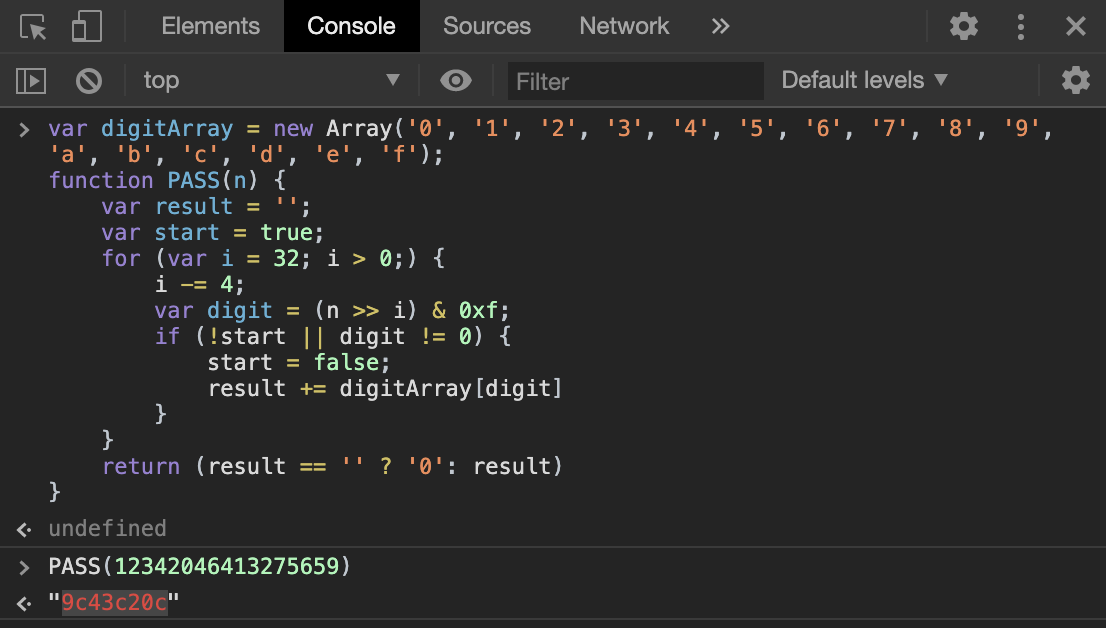 Elements Console Sources Network »
top ▼ Filter Default levels ▼
> var digitArray = new Array('0', '1', '2', '3', '4', '5', '6', '7', '8', '9',
'a', 'b', 'c', 'd', 'e', 'f');
function PASS(n) {
    var result = '';
    var start = true;
    for (var i = 32; i > 0;) {
        i -= 4;
        var digit = (n >> i) & 0xf;
        if (!start || digit != 0) {
            start = false;
            result += digitArray[digit]
        }
    }
    return (result == '' ? '0': result)
}
undefined
> PASS(12342046413275659)
"9c43c20c"